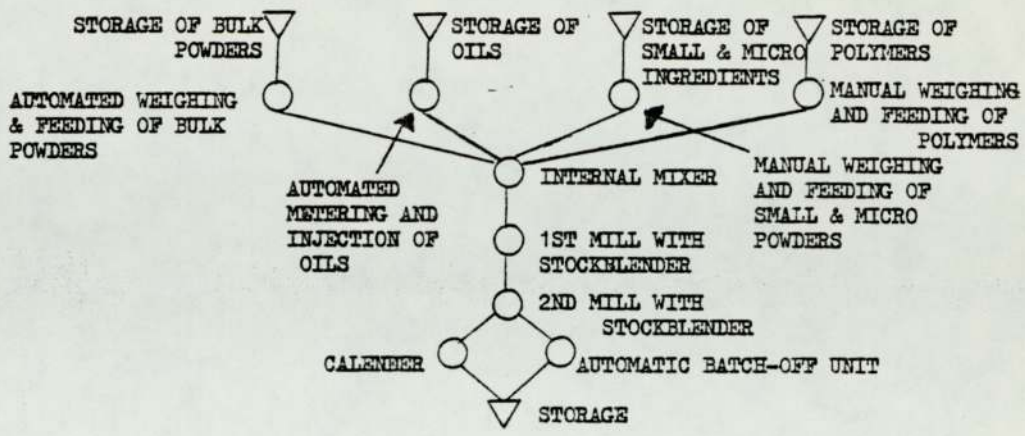 STORAGE OF BULK
POWDERS
STORAGE OF
OILS
STORAGE OF
SMALL & MICRO
INGREDIENTS
STORAGE OF
POLYMERS
AUTOMATED WEIGHING
& FEEDING OF BULK
POWDERS
MANUAL WEIGHING
AND FEEDING OF
POLYMERS
AUTOMATED
METERING AND
INJECTION OF
OILS
INTERNAL MIXER
MANUAL WEIGHING
AND FEEDING OF
SMALL & MICRO
POWDERS
1ST MILL WITH
STOCKBLENDER
2ND MILL WITH
STOCKBLENDER
CALENDER
AUTOMATIC BATCH-OFF UNIT
STORAGE